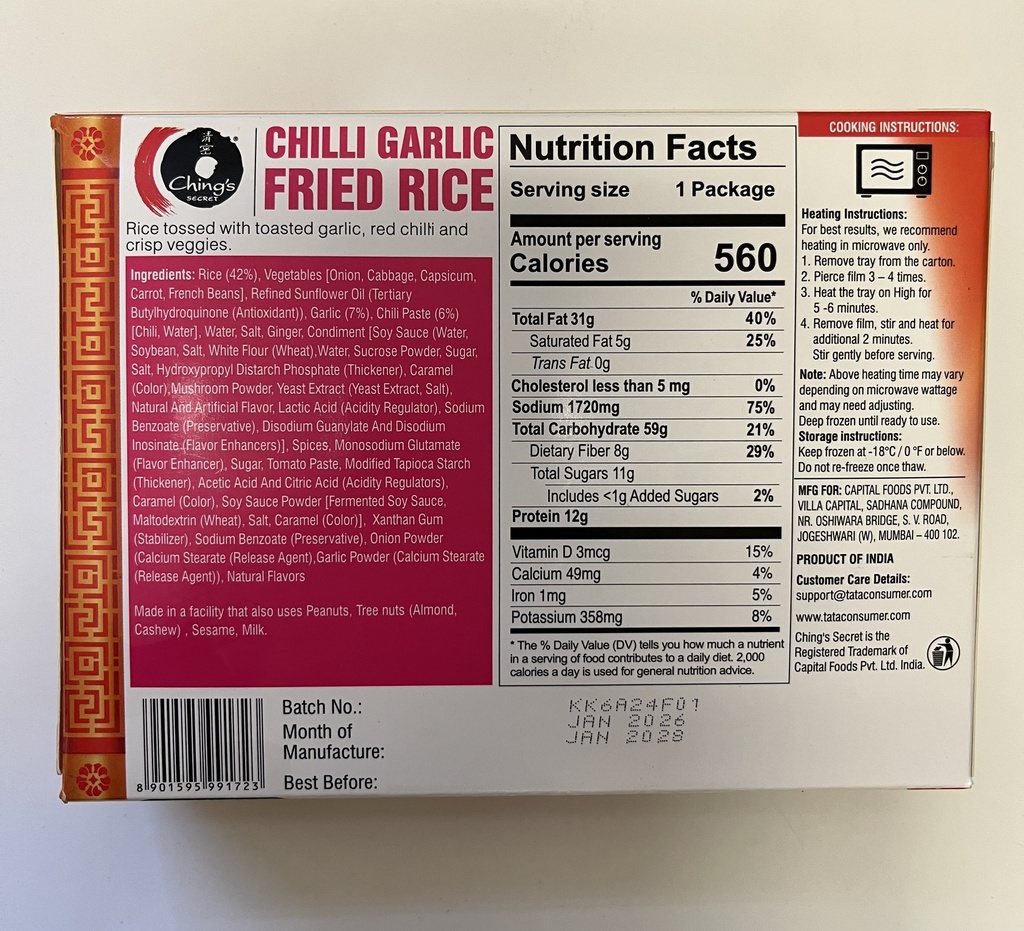 清
Ching's
SECRET
CHILLI GARLIC
FRIED RICE
Rice tossed with toasted garlic, red chilli and
crisp veggies.
Ingredients: Rice (42%), Vegetables [Onion, Cabbage, Capsicum,
Carrot, French Beans], Refined Sunflower Oil (Tertiary
Butylhydroquinone (Antioxidant)), Garlic (7%), Chili Paste (6%)
[Chili, Water], Water, Salt, Ginger, Condiment [Soy Sauce (Water,
Soybean, Salt, White Flour (Wheat),Water, Sucrose Powder, Sugar,
Salt, Hydroxypropyl Distarch Phosphate (Thickener), Caramel
(Color),Mushroom Powder, Yeast Extract (Yeast Extract, Salt),
Natural And Artificial Flavor, Lactic Acid (Acidity Regulator), Sodium
Benzoate (Preservative), Disodium Guanylate And Disodium
Inosinate (Flavor Enhancers)], Spices, Monosodium Glutamate
(Flavor Enhancer), Sugar, Tomato Paste, Modified Tapioca Starch
(Thickener), Acetic Acid And Citric Acid (Acidity Regulators),
Caramel (Color), Soy Sauce Powder [Fermented Soy Sauce,
Maltodextrin (Wheat), Salt, Caramel (Color)], Xanthan Gum
(Stabilizer), Sodium Benzoate (Preservative), Onion Powder
(Calcium Stearate (Release Agent),Garlic Powder (Calcium Stearate
(Release Agent)), Natural Flavors
Made in a facility that also uses Peanuts, Tree nuts (Almond,
Cashew) , Sesame, Milk.
Nutrition Facts
Serving size 1 Package
Amount per serving
Calories 560
% Daily Value*
Total Fat 31g 40%
Saturated Fat 5g 25%
Trans Fat 0g
Cholesterol less than 5 mg 0%
Sodium 1720mg 75%
Total Carbohydrate 59g 21%
Dietary Fiber 8g 29%
Total Sugars 11g
Includes <1g Added Sugars 2%
Protein 12g
Vitamin D 3mcg 15%
Calcium 49mg 4%
Iron 1mg 5%
Potassium 358mg 8%
* The % Daily Value (DV) tells you how much a nutrient
in a serving of food contributes to a daily diet. 2,000
calories a day is used for general nutrition advice.
COOKING INSTRUCTIONS:
Heating Instructions:
For best results, we recommend
heating in microwave only.
1. Remove tray from the carton.
2. Pierce film 3 – 4 times.
3. Heat the tray on High for
5 -6 minutes.
4. Remove film, stir and heat for
additional 2 minutes.
Stir gently before serving.
Note: Above heating time may vary
depending on microwave wattage
and may need adjusting.
Deep frozen until ready to use.
Storage instructions:
Keep frozen at -18°C / 0 °F or below.
Do not re-freeze once thaw.
MFG FOR: CAPITAL FOODS PVT. LTD.,
VILLA CAPITAL, SADHANA COMPOUND,
NR. OSHIWARA BRIDGE, S. V. ROAD,
JOGESHWARI (W), MUMBAI – 400 102.
PRODUCT OF INDIA
Customer Care Details:
support@tataconsumer.com
www.tataconsumer.com
Ching's Secret is the
Registered Trademark of
Capital Foods Pvt. Ltd. India.
8 901595 991723
Batch No.:
Month of
Manufacture:
Best Before:
KK6A24F01
JAN 2026
JAN 2028